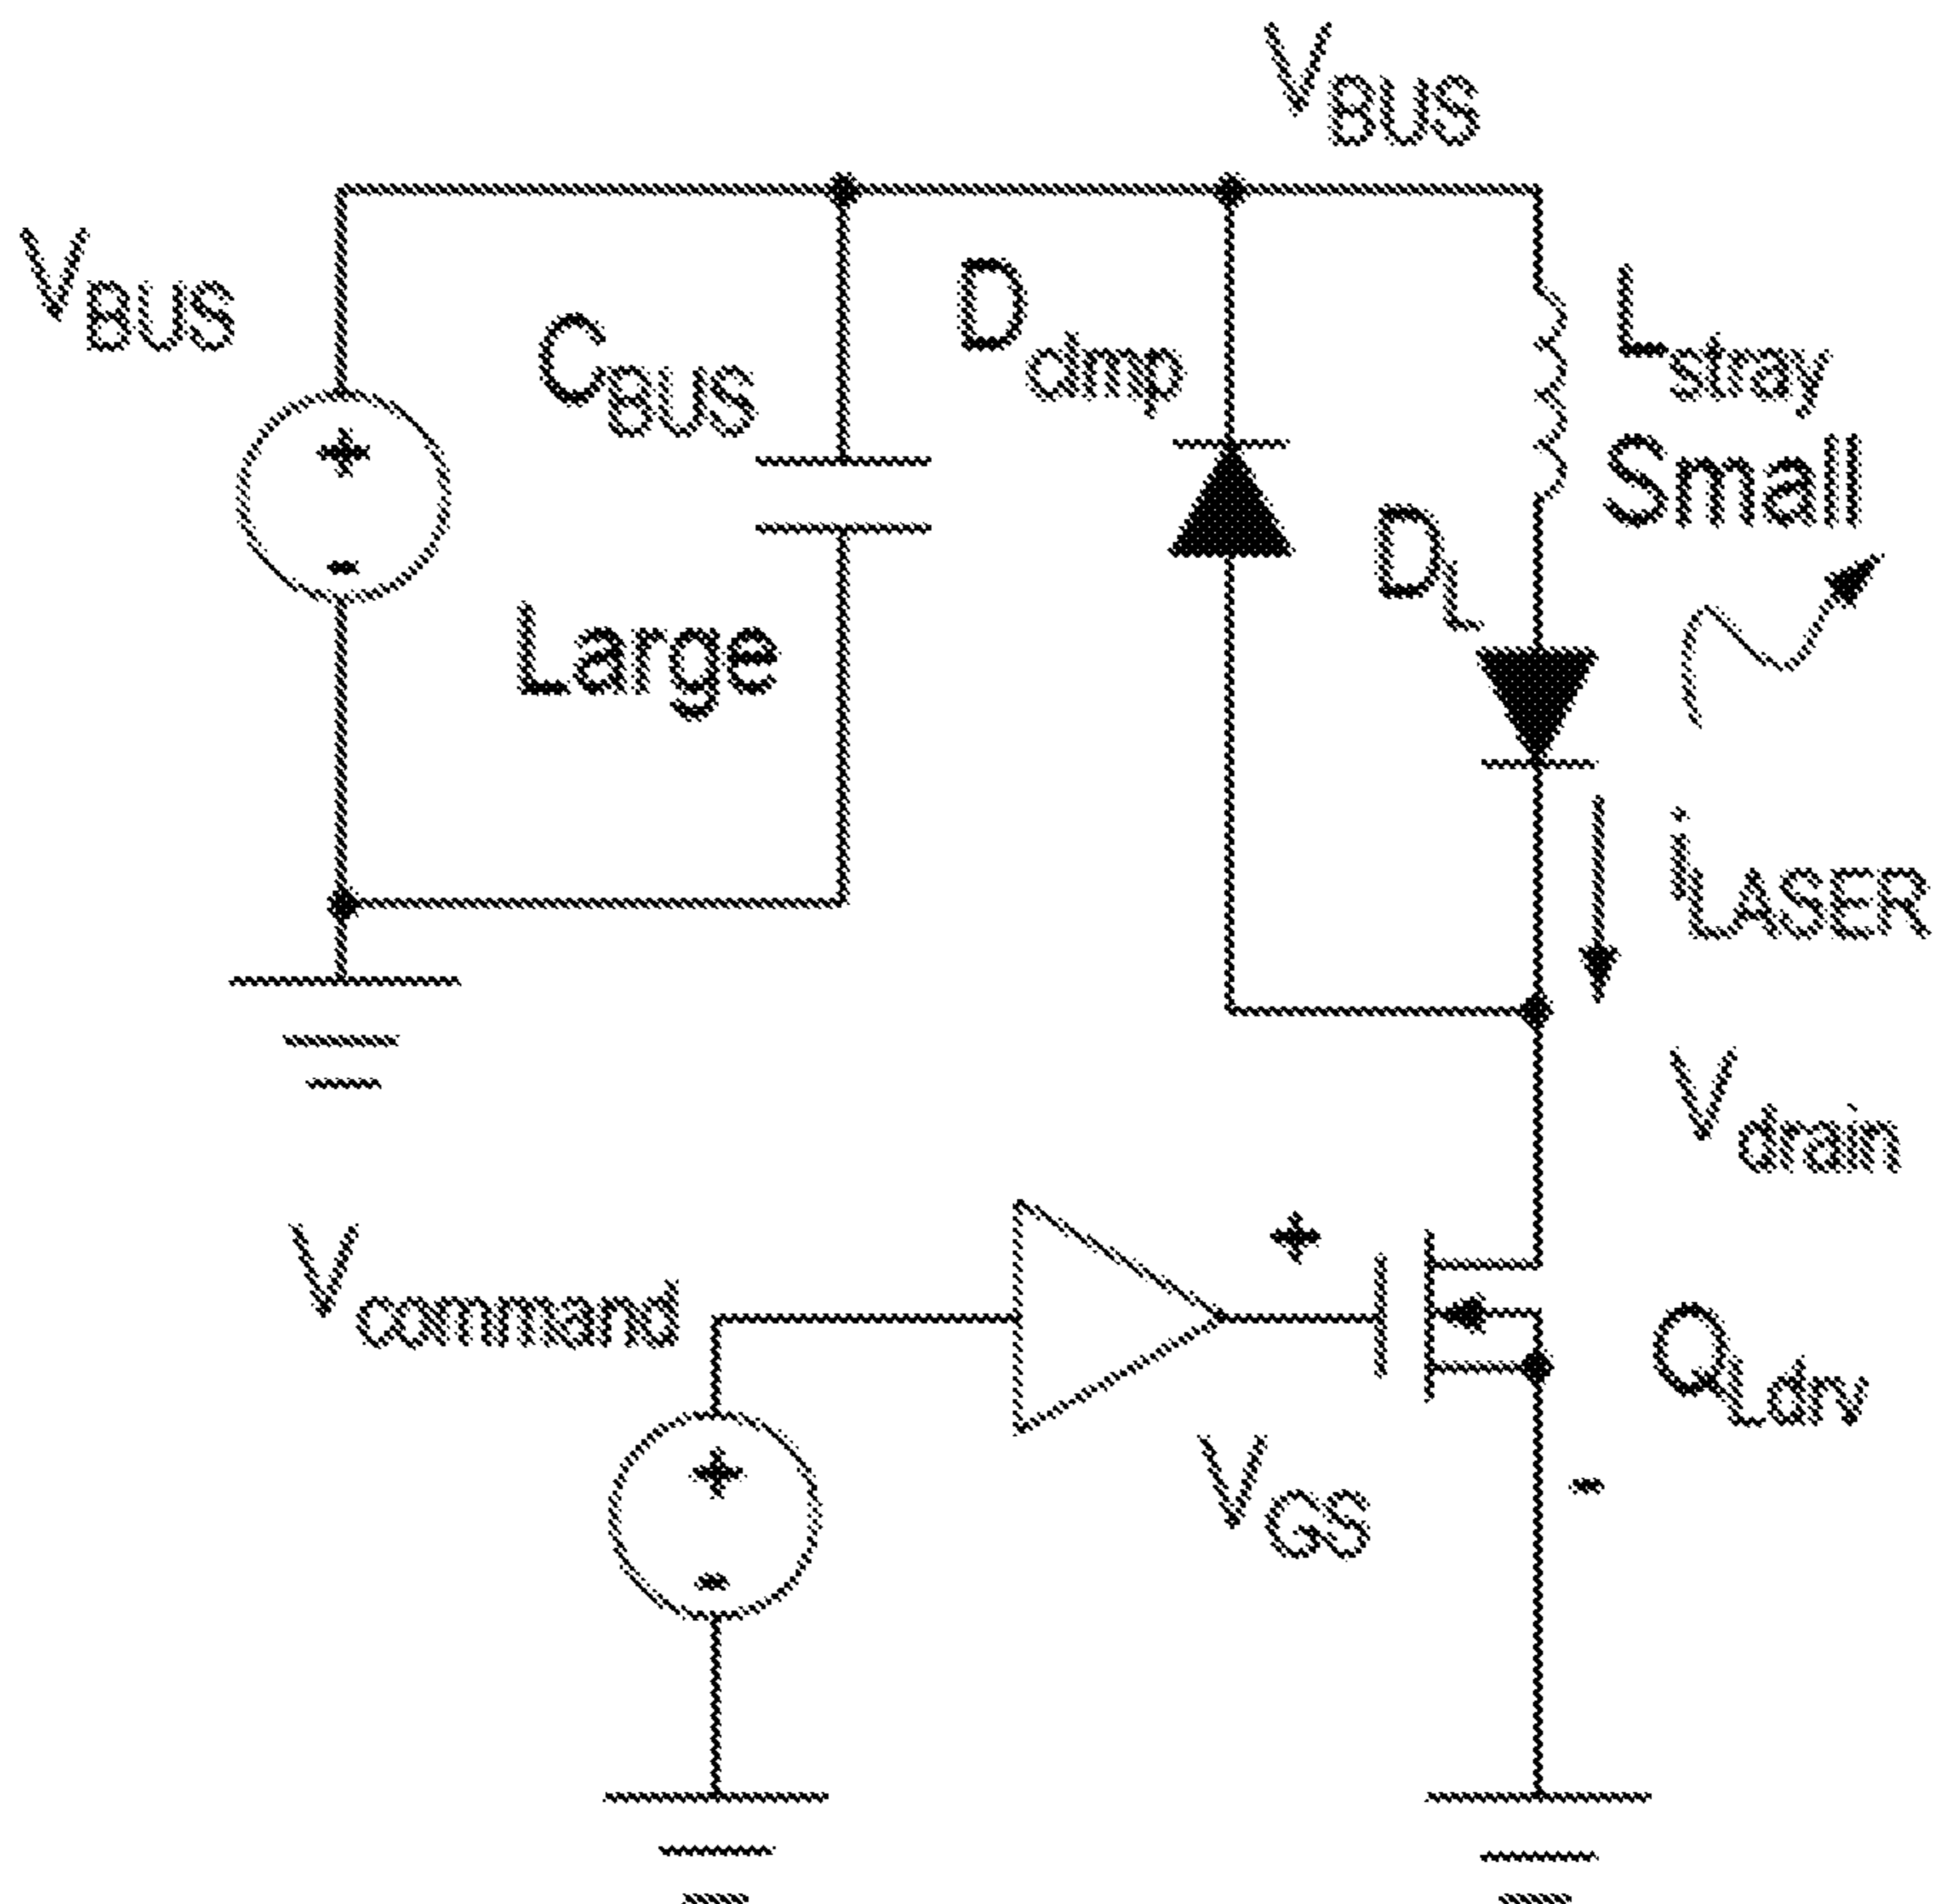 VBUS
VBUS
CBUS
Large
Dclmp
Lstray
Small
DL
iLASER
Vdrain
Vcommand
+
-
+
-
+
VGS
-
QLdrv